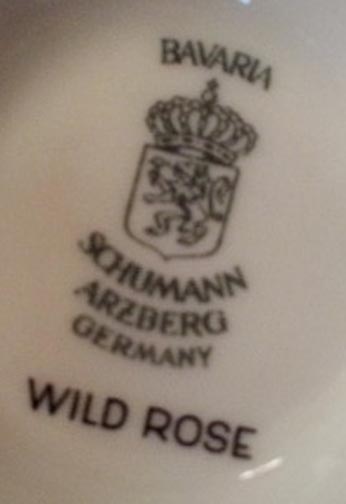 BAVARIA
SCHUMANN
ARZBERG
GERMANY
WILD ROSE